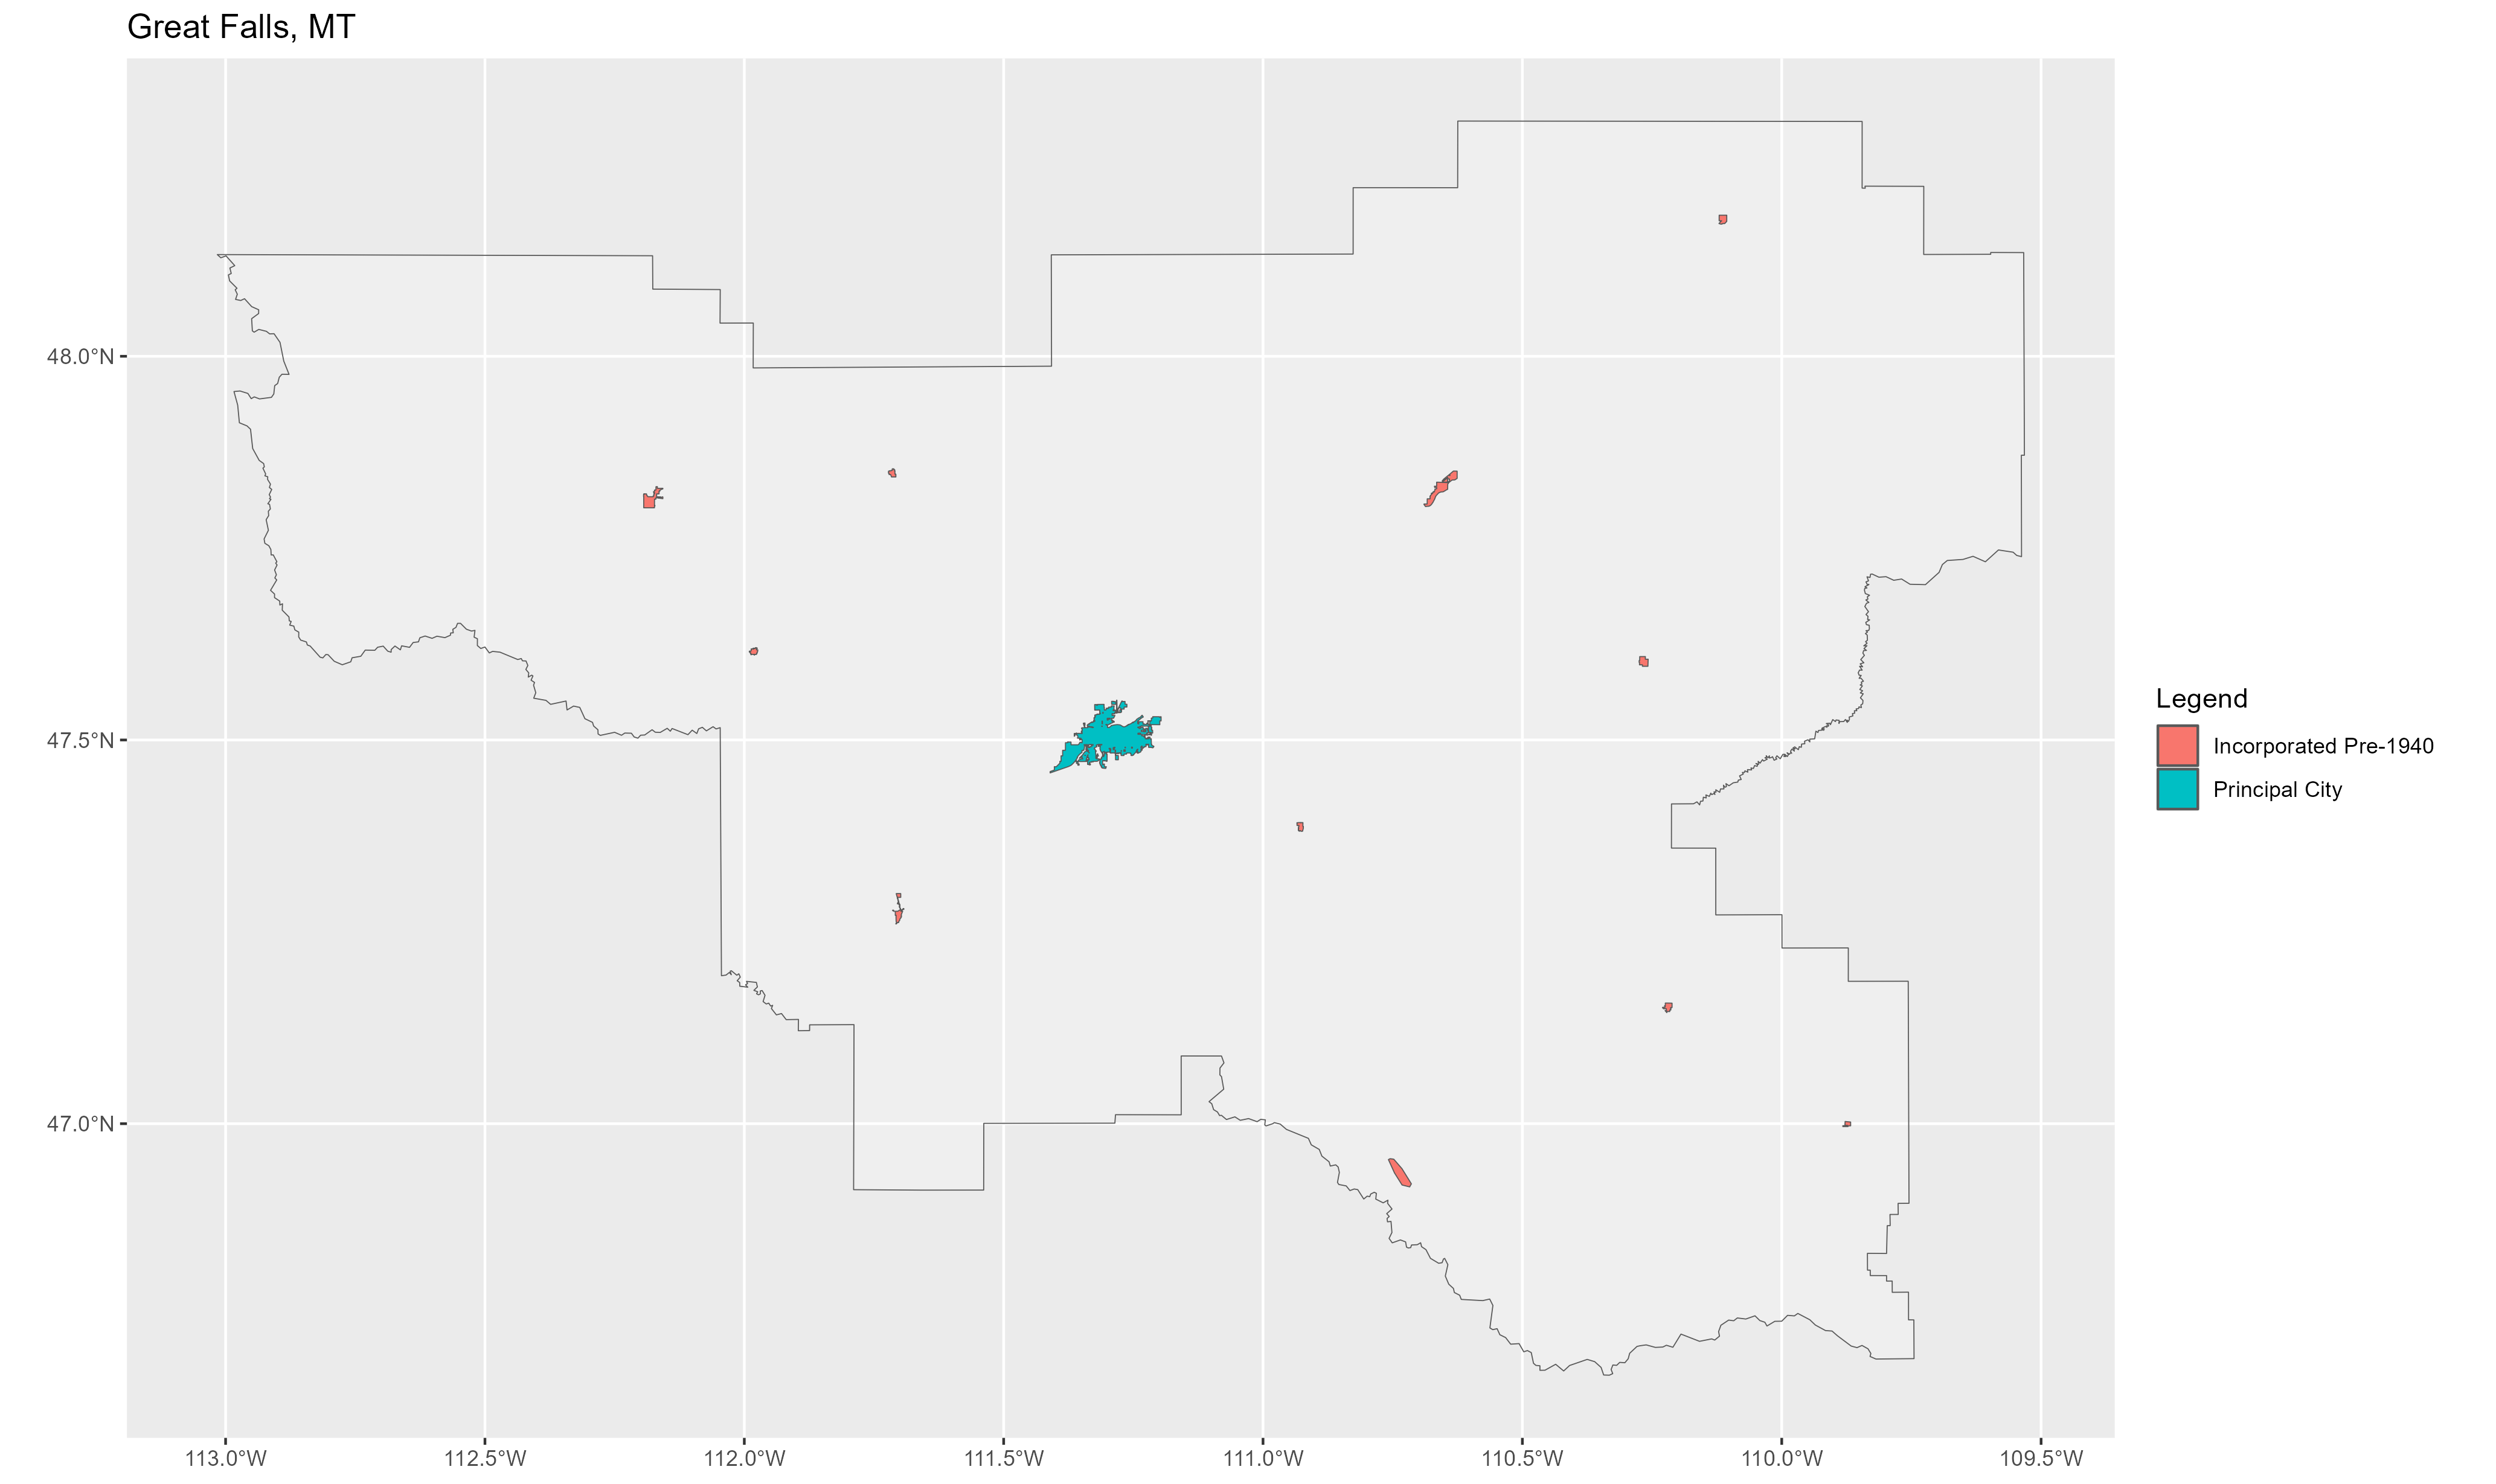 Great Falls, MT
48.0°N
47.5°N
47.0°N
113.0°W
112.5°W
112.0°W
111.5°W
111.0°W
110.5°W
110.0°W
109.5°W
Legend
Incorporated Pre-1940
Principal City